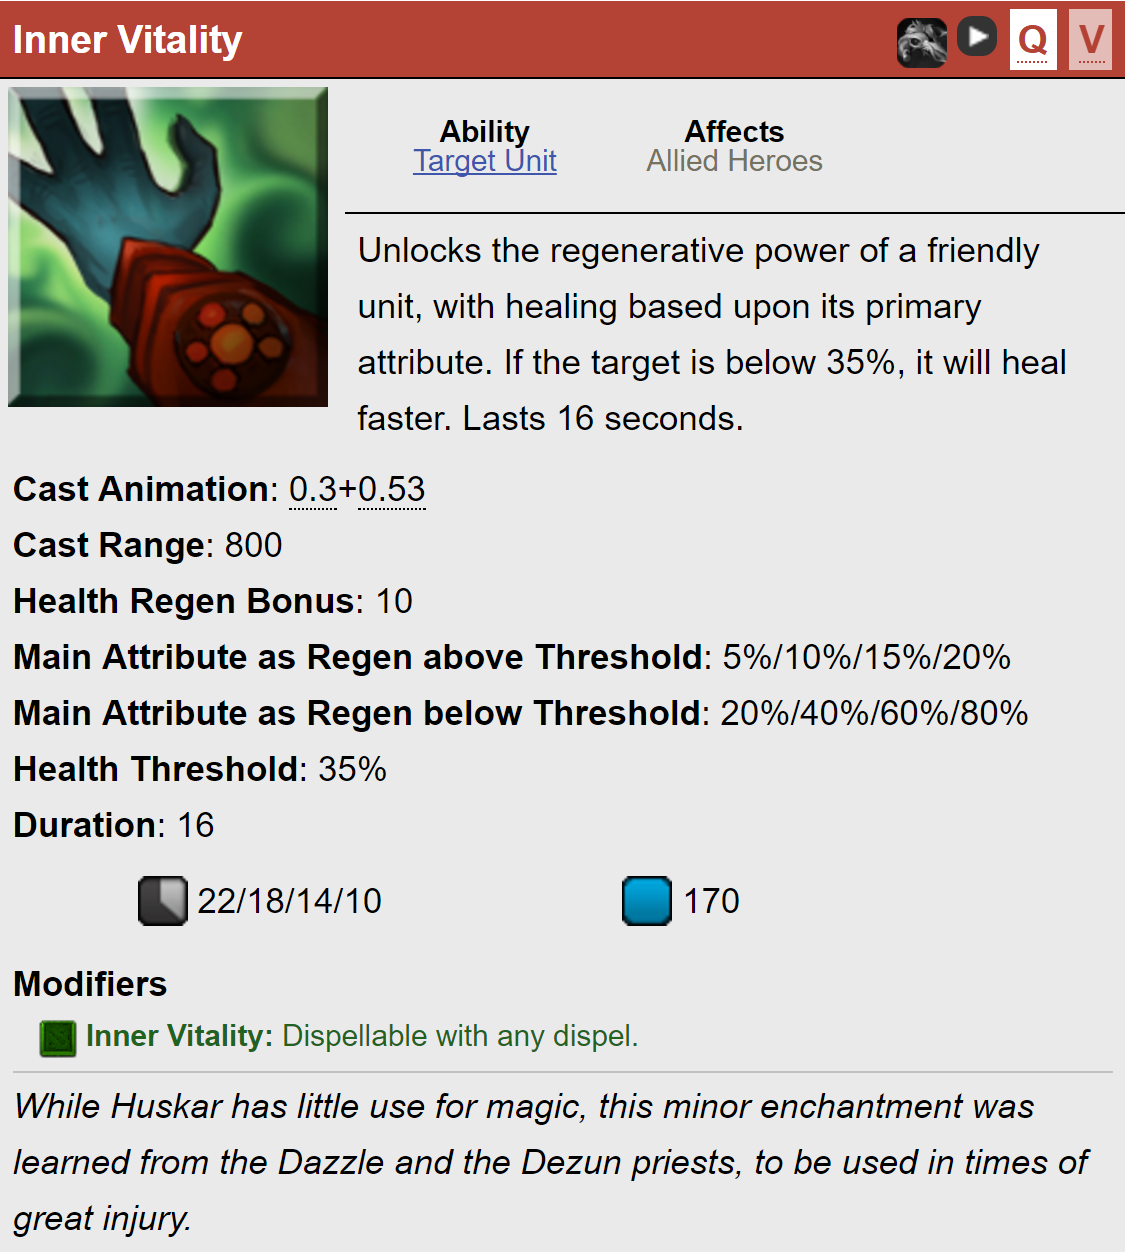 Inner Vitality Q V
Ability Affects
Target Unit Allied Heroes
Unlocks the regenerative power of a friendly
unit, with healing based upon its primary
attribute. If the target is below 35%, it will heal
faster. Lasts 16 seconds.
Cast Animation: 0.3+0.53
Cast Range: 800
Health Regen Bonus: 10
Main Attribute as Regen above Threshold: 5%/10%/15%/20%
Main Attribute as Regen below Threshold: 20%/40%/60%/80%
Health Threshold: 35%
Duration: 16
22/18/14/10 170
Modifiers
Inner Vitality: Dispellable with any dispel.
While Huskar has little use for magic, this minor enchantment was
learned from the Dazzle and the Dezun priests, to be used in times of
great injury.